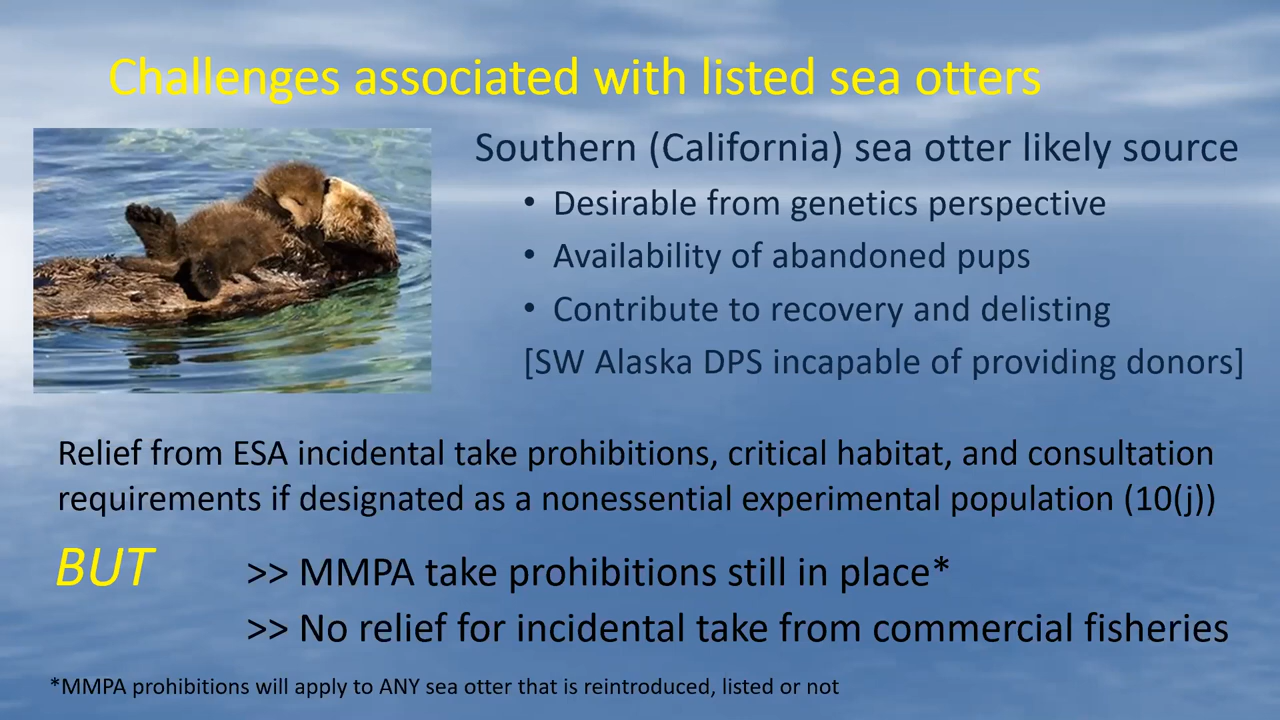 Challenges associated with listed sea otters
Southern (California) sea otter likely source
• Desirable from genetics perspective
• Availability of abandoned pups
• Contribute to recovery and delisting
[SW Alaska DPS incapable of providing donors]
Relief from ESA incidental take prohibitions, critical habitat, and consultation
requirements if designated as a nonessential experimental population (10(j))
BUT >> MMPA take prohibitions still in place*
>> No relief for incidental take from commercial fisheries
*MMPA prohibitions will apply to ANY sea otter that is reintroduced, listed or not